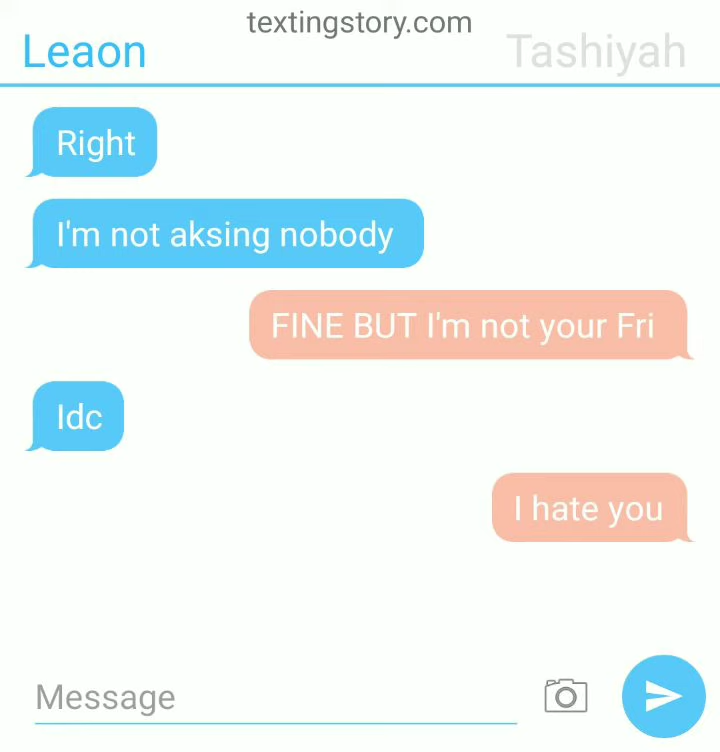 textingstory.com
Leaon
Tashiyah
Right
I'm not aksing nobody
FINE BUT I'm not your Fri
Idc
I hate you
Message